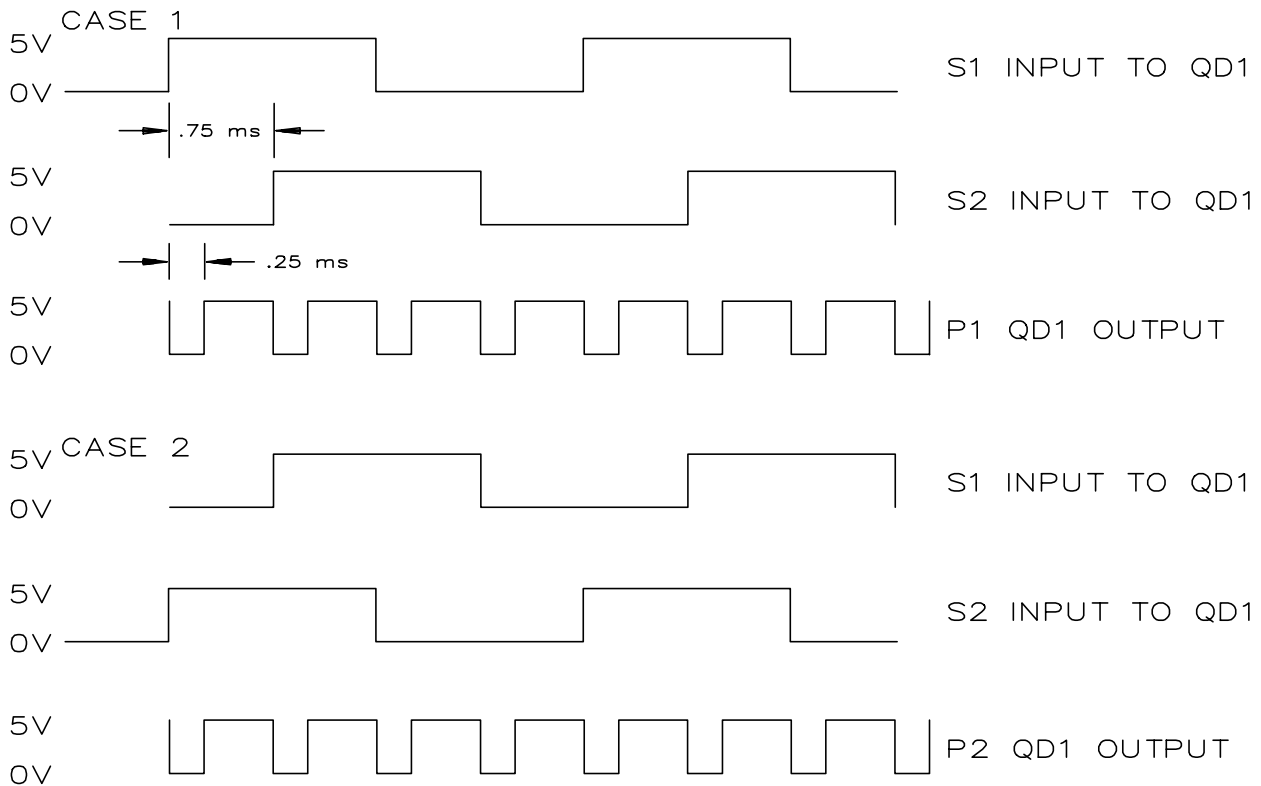 CASE 1
5V
0V
S1 INPUT TO QD1
.75 ms
5V
0V
S2 INPUT TO QD1
.25 ms
5V
0V
P1 QD1 OUTPUT
CASE 2
5V
0V
S1 INPUT TO QD1
5V
0V
S2 INPUT TO QD1
5V
0V
P2 QD1 OUTPUT